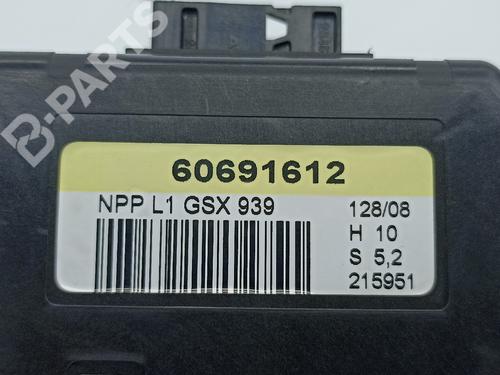 B-PARTS
60691612
NPP L1 GSX 939
128/08
H 10
S 5,2
215951